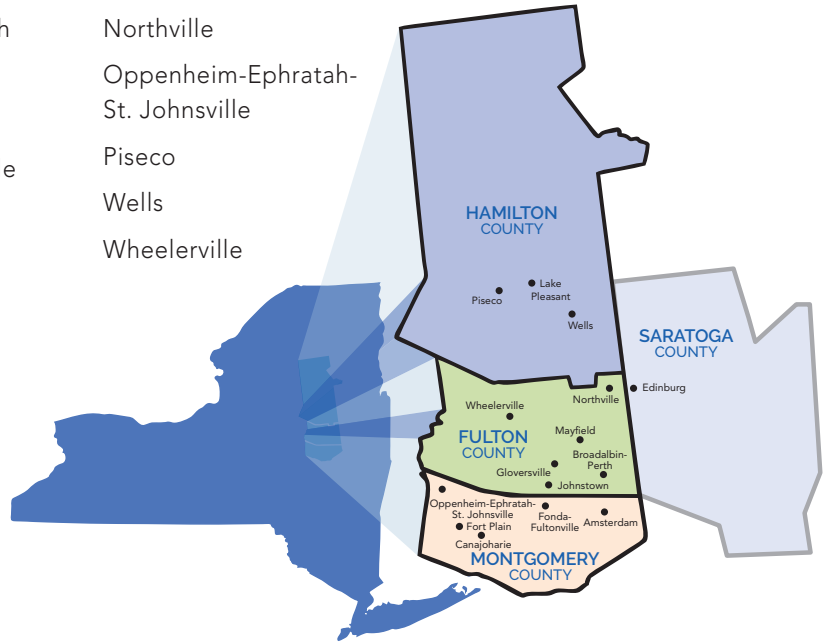 h
e
Northville
Oppenheim-Ephratah-
St. Johnsville
Piseco
Wells
Wheelerville
HAMILTON
COUNTY
Lake
Pleasant
Piseco
Wells
SARATOGA
COUNTY
Edinburg
Northville
Wheelerville
Mayfield
FULTON
COUNTY
Broadalbin-
Perth
Gloversville
Johnstown
Oppenheim-Ephratah-
St. Johnsville
Fonda-
Fultonville
Amsterdam
Fort Plain
Canajoharie
MONTGOMERY
COUNTY